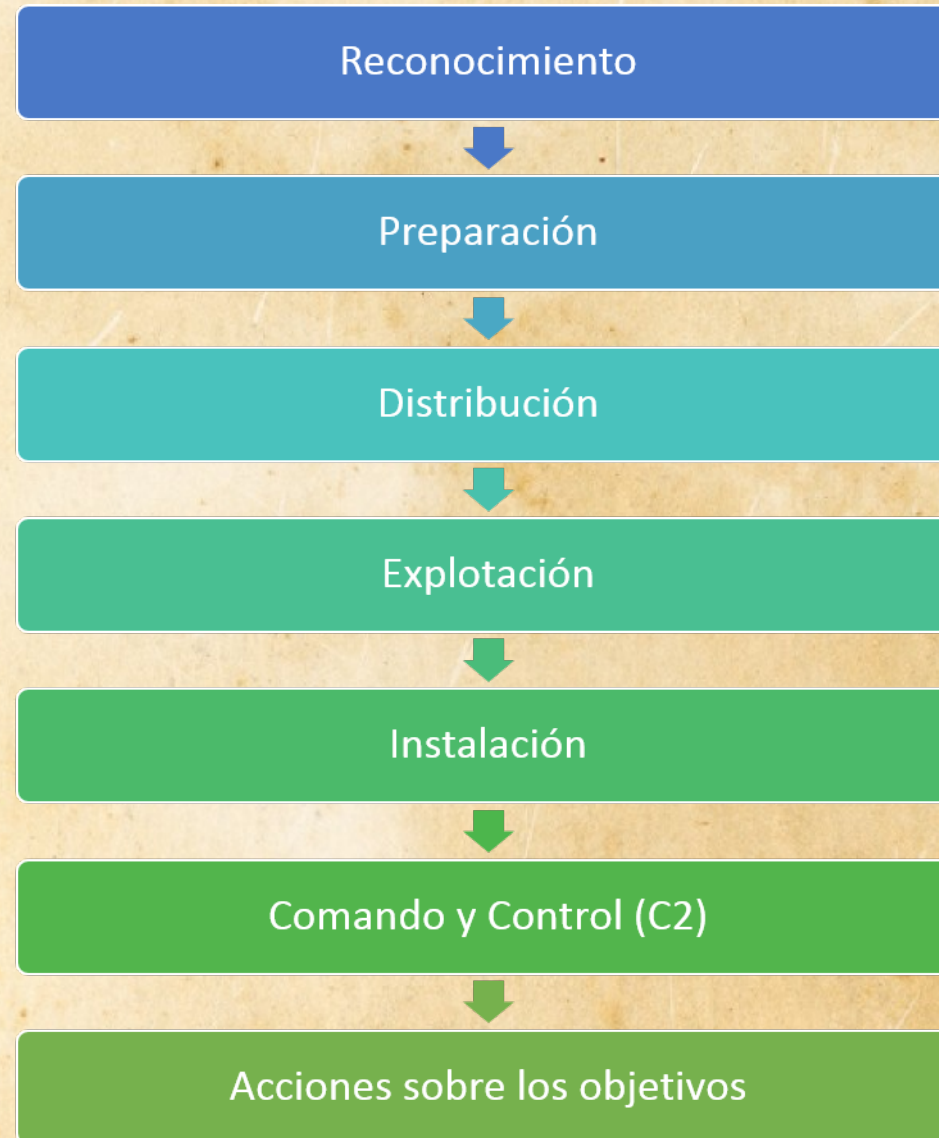 Reconocimiento
Preparación
Distribución
Explotación
Instalación
Comando y Control (C2)
Acciones sobre los objetivos